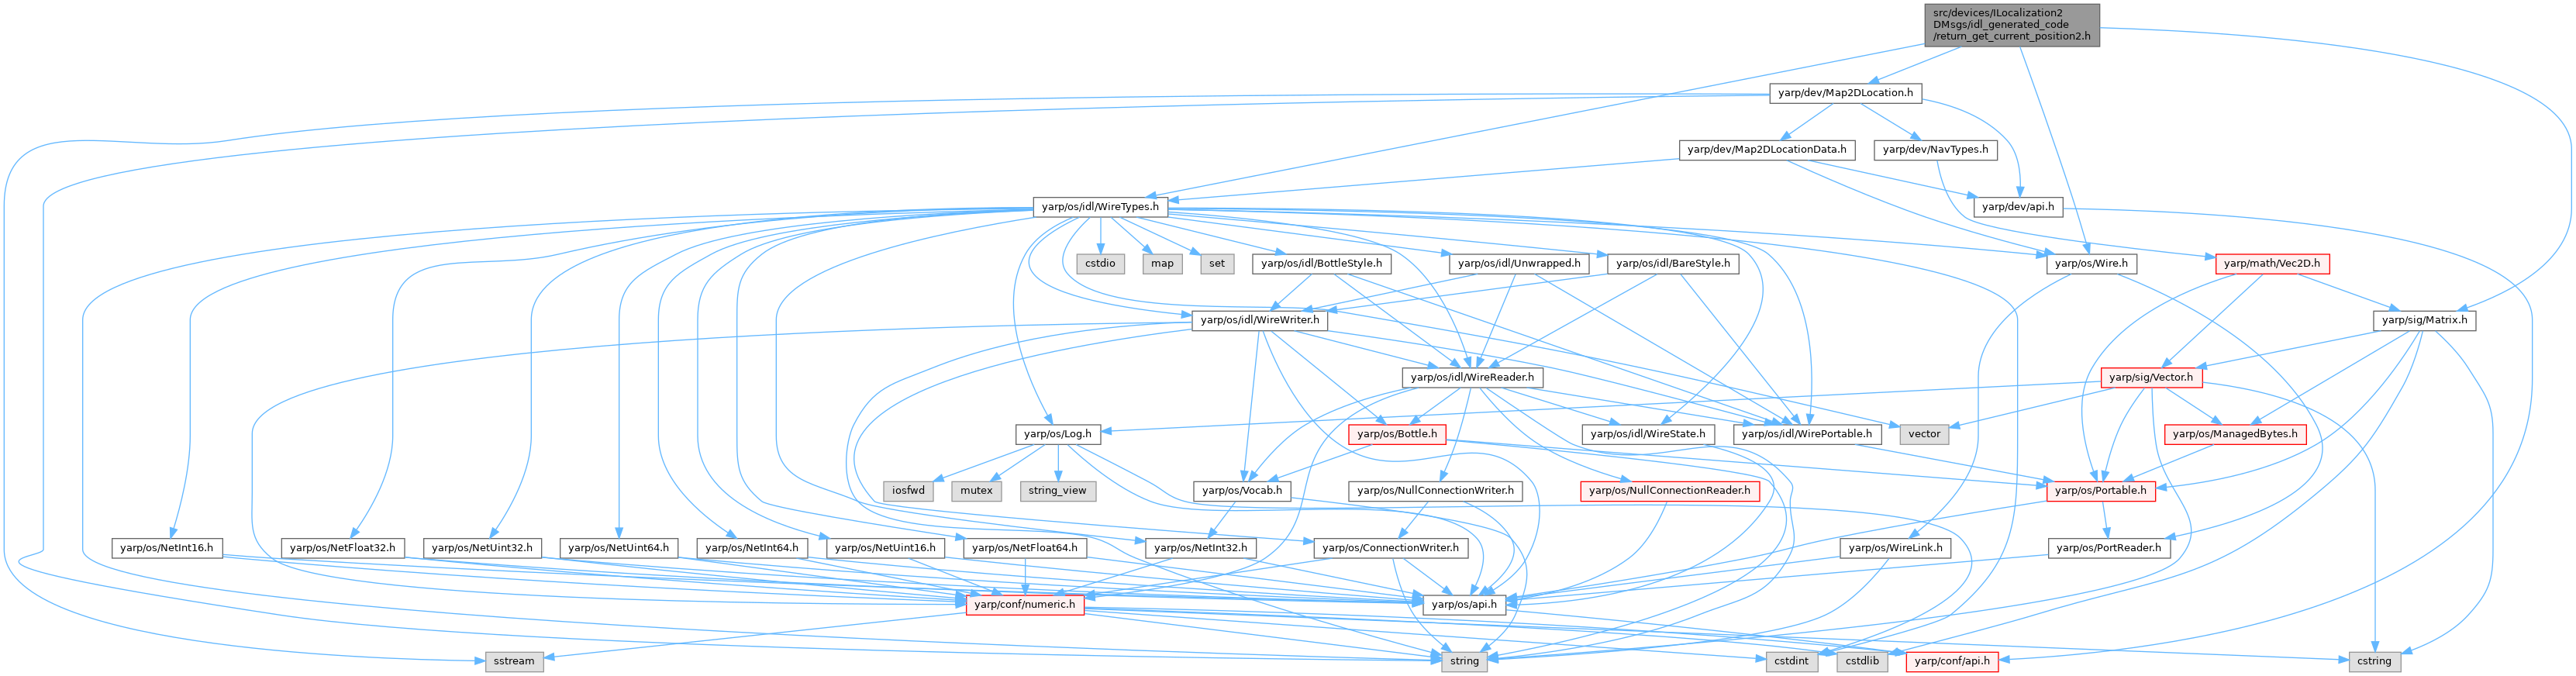 src/devices/ILocalization2
DMsgs/idl_generated_code
/return_get_current_position2.h
yarp/dev/Map2DLocation.h
yarp/dev/Map2DLocationData.h
yarp/dev/NavTypes.h
yarp/os/idl/WireTypes.h
yarp/dev/api.h
cstdio
map
set
yarp/os/idl/BottleStyle.h
yarp/os/idl/Unwrapped.h
yarp/os/idl/BareStyle.h
yarp/os/Wire.h
yarp/math/Vec2D.h
yarp/os/idl/WireWriter.h
yarp/sig/Matrix.h
yarp/os/idl/WireReader.h
yarp/sig/Vector.h
yarp/os/Log.h
yarp/os/Bottle.h
yarp/os/idl/WireState.h
yarp/os/idl/WirePortable.h
vector
yarp/os/ManagedBytes.h
iosfwd
mutex
string_view
yarp/os/Vocab.h
yarp/os/NullConnectionWriter.h
yarp/os/NullConnectionReader.h
yarp/os/Portable.h
yarp/os/NetInt16.h
yarp/os/NetFloat32.h
yarp/os/NetUint32.h
yarp/os/NetUint64.h
yarp/os/NetInt64.h
yarp/os/NetUint16.h
yarp/os/NetFloat64.h
yarp/os/NetInt32.h
yarp/os/ConnectionWriter.h
yarp/os/WireLink.h
yarp/os/PortReader.h
yarp/conf/numeric.h
yarp/os/api.h
sstream
string
cstdint
cstdlib
yarp/conf/api.h
cstring